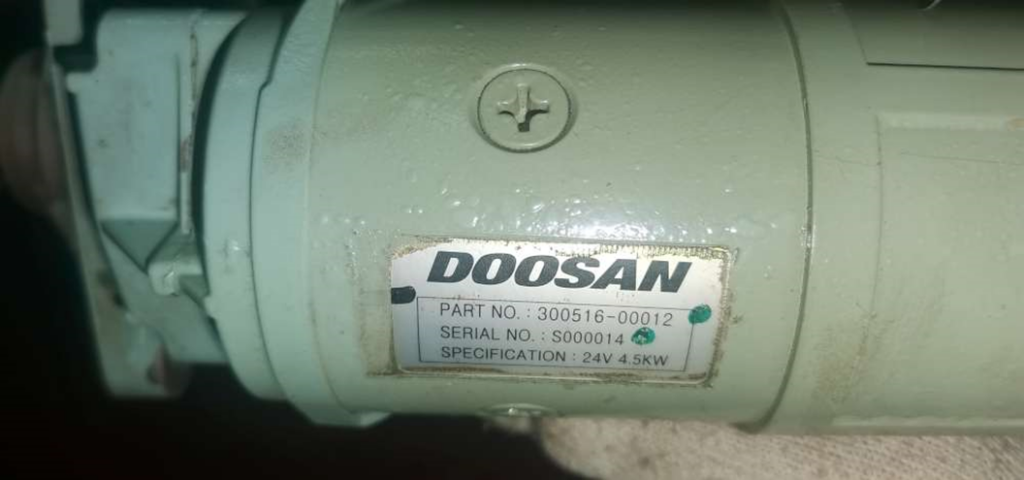 DOOSAN
PART NO. : 300516-00012
SERIAL NO. : S000014
SPECIFICATION : 24V 4.5KW